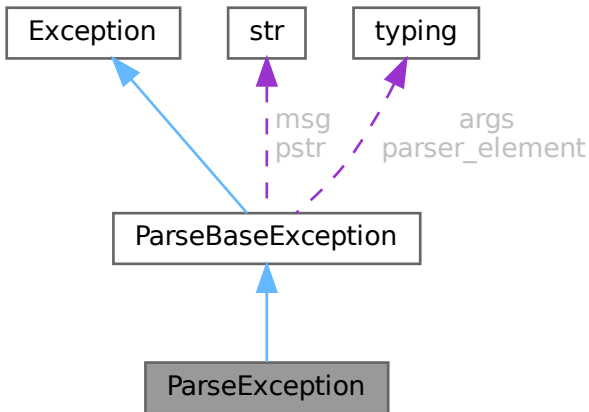 Exception
str
typing
msg
pstr
args
parser_element
ParseBaseException
ParseException